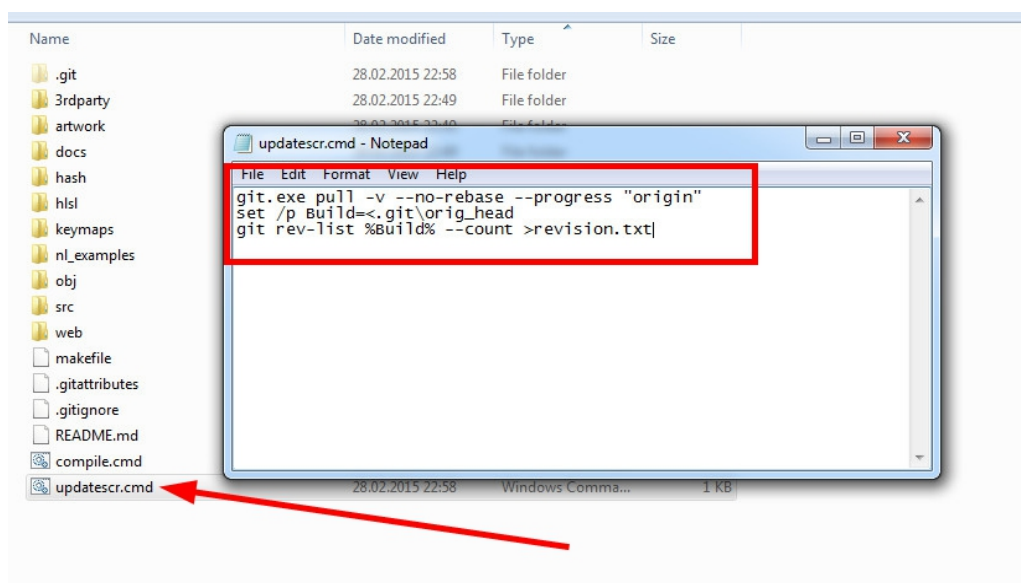 Name Date modified Type Size
.git 28.02.2015 22:58 File folder
3rdparty 28.02.2015 22:49 File folder
artwork
docs
updatescr.cmd - Notepad
hash
File Edit Format View Help
hlsl
git.exe pull -v --no-rebase --progress "origin"
set /p Build=<.git\orig_head
keymaps
git rev-list %Build% --count >revision.txt
nl_examples
obj
src
web
makefile
.gitattributes
.gitignore
README.md
compile.cmd
updatescr.cmd 28.02.2015 22:58 Windows Comma... 1 KB